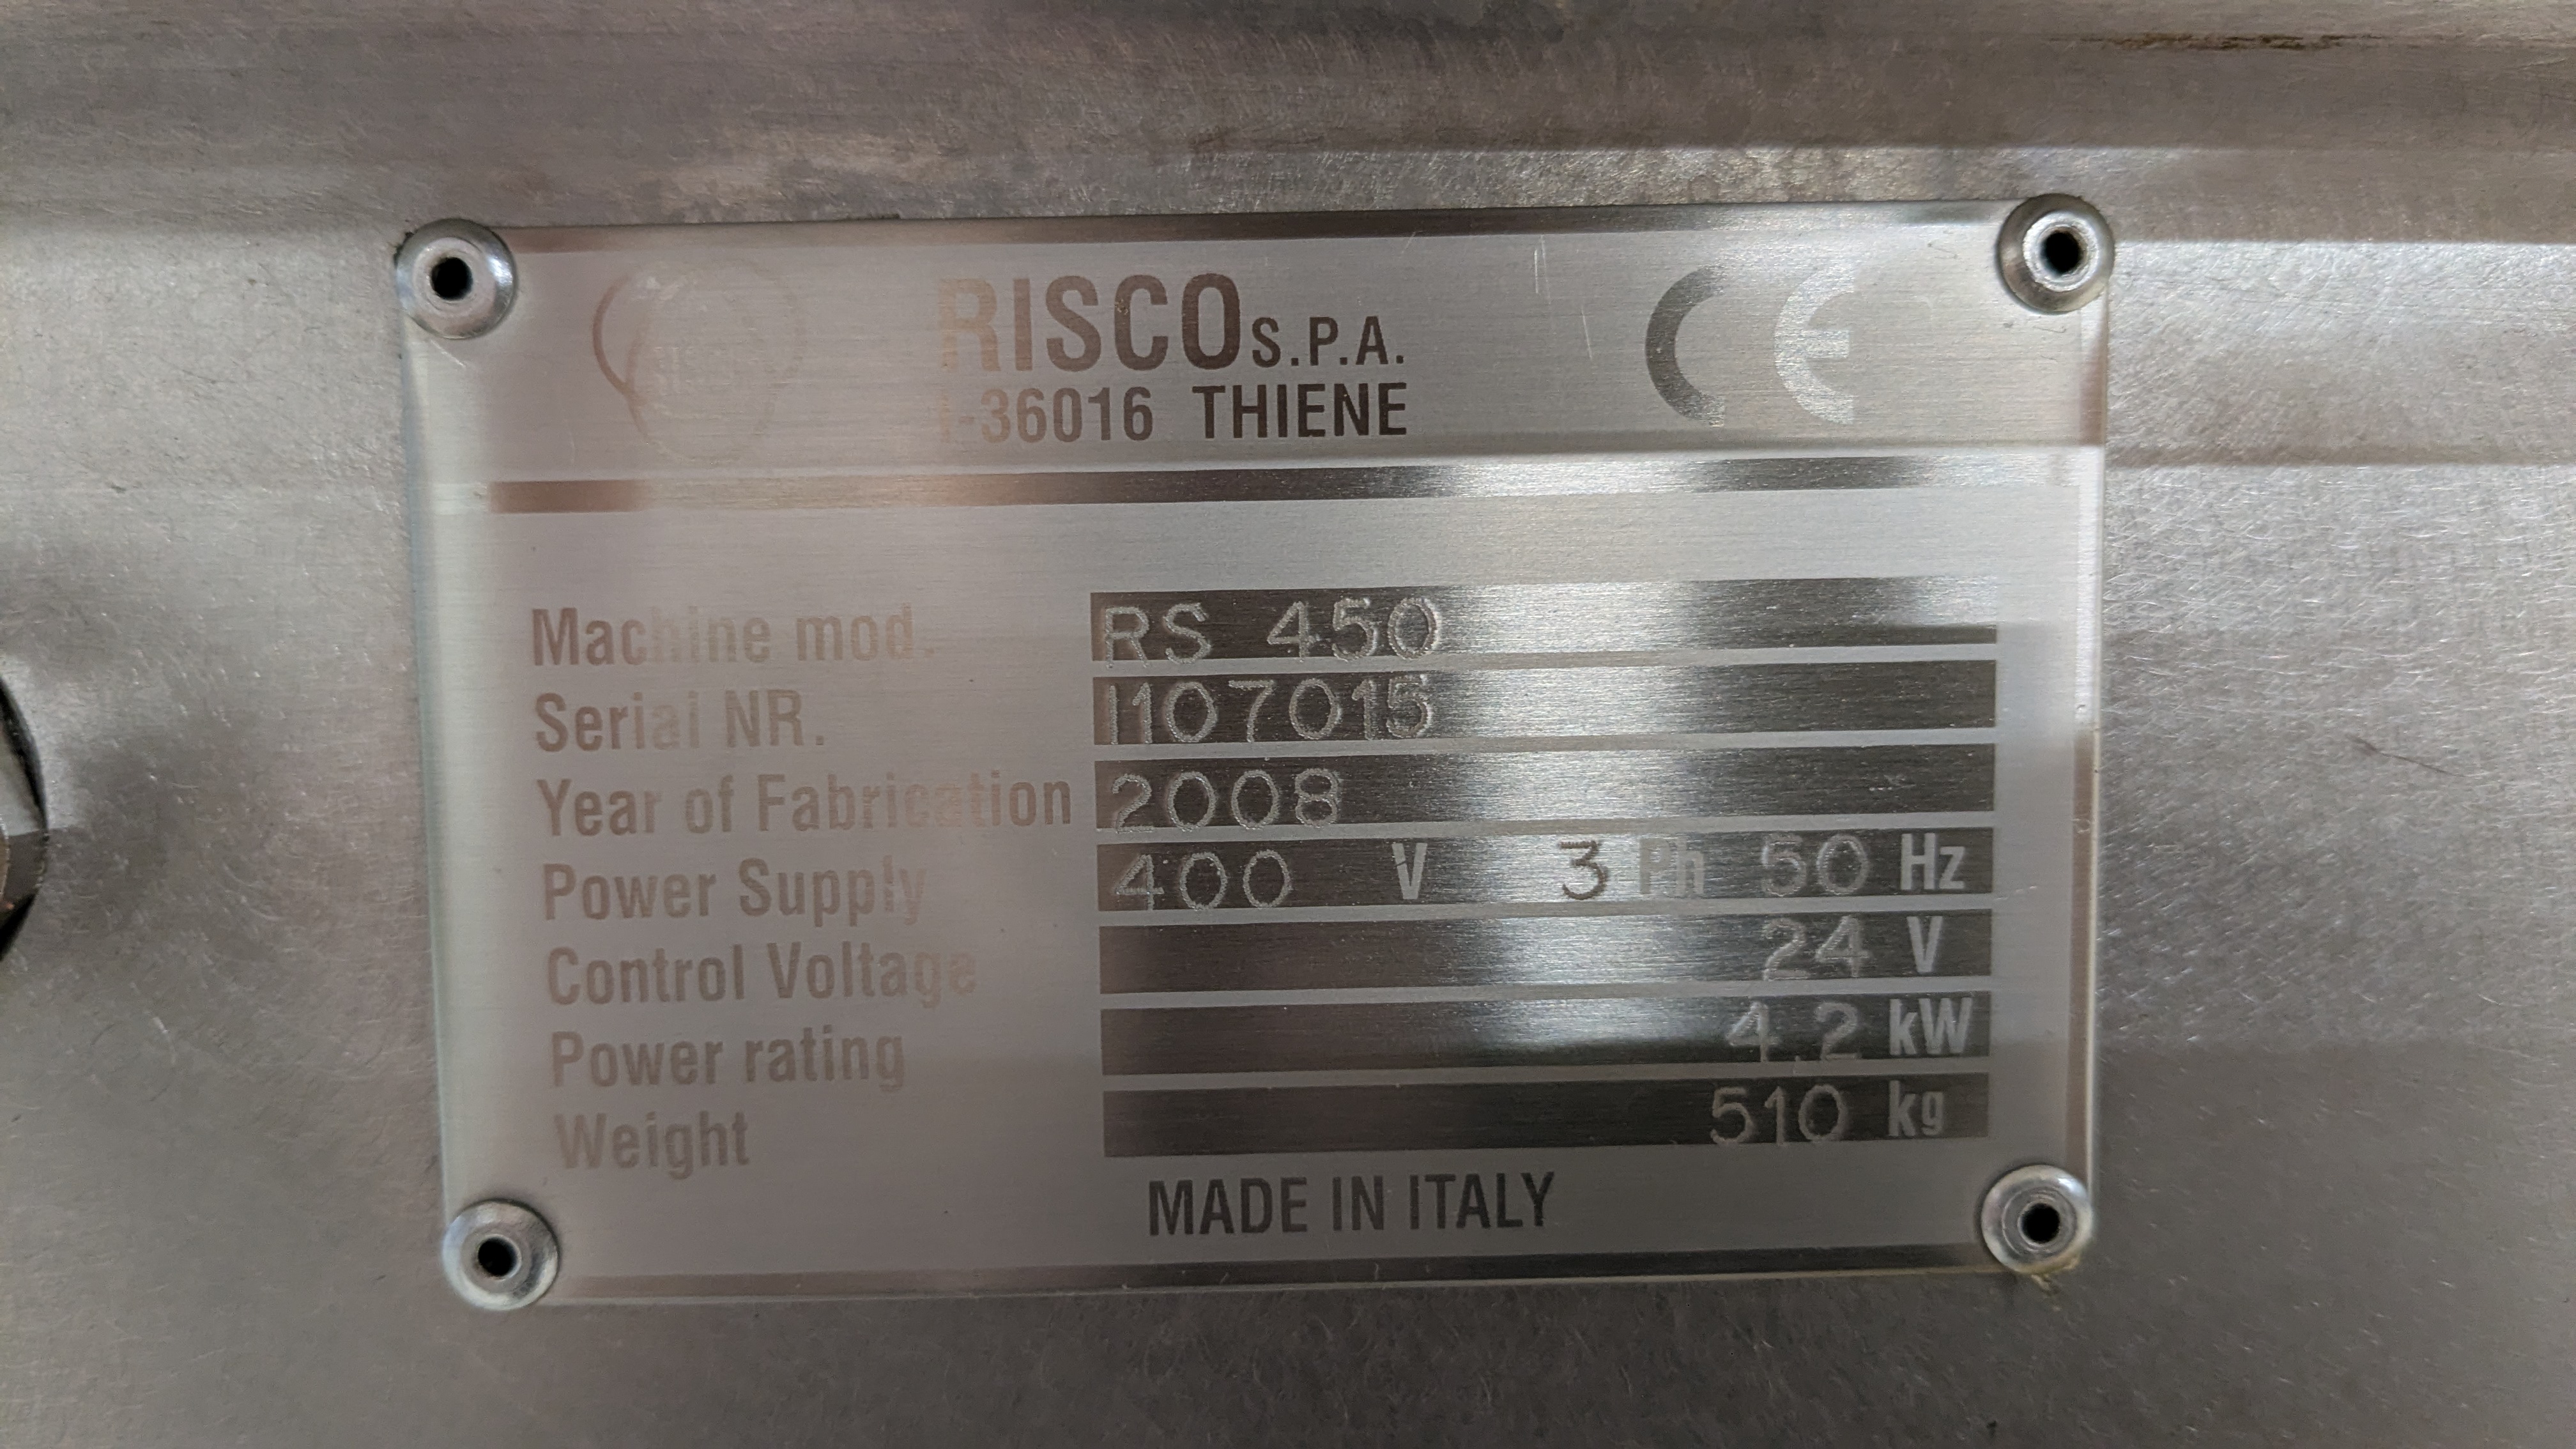 RISCO S.P.A.
I-36016 THIENE
CE
Machine mod. RS 450
Serial NR. 1107015
Year of Fabrication 2008
Power Supply 400 V 3 Ph 50 Hz
Control Voltage 24 V
Power rating 4.2 kW
Weight 510 kg
MADE IN ITALY